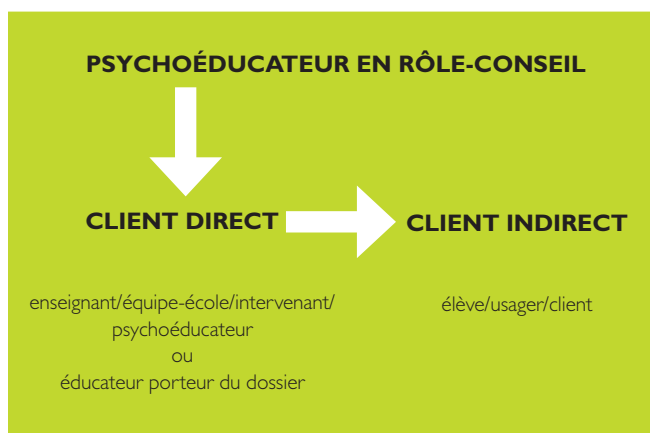 PSYCHOÉDUCATEUR EN RÔLE-CONSEIL
CLIENT DIRECT
enseignant/équipe-école/intervenant/
psychoéducateur
ou
éducateur porteur du dossier
CLIENT INDIRECT
élève/usager/client